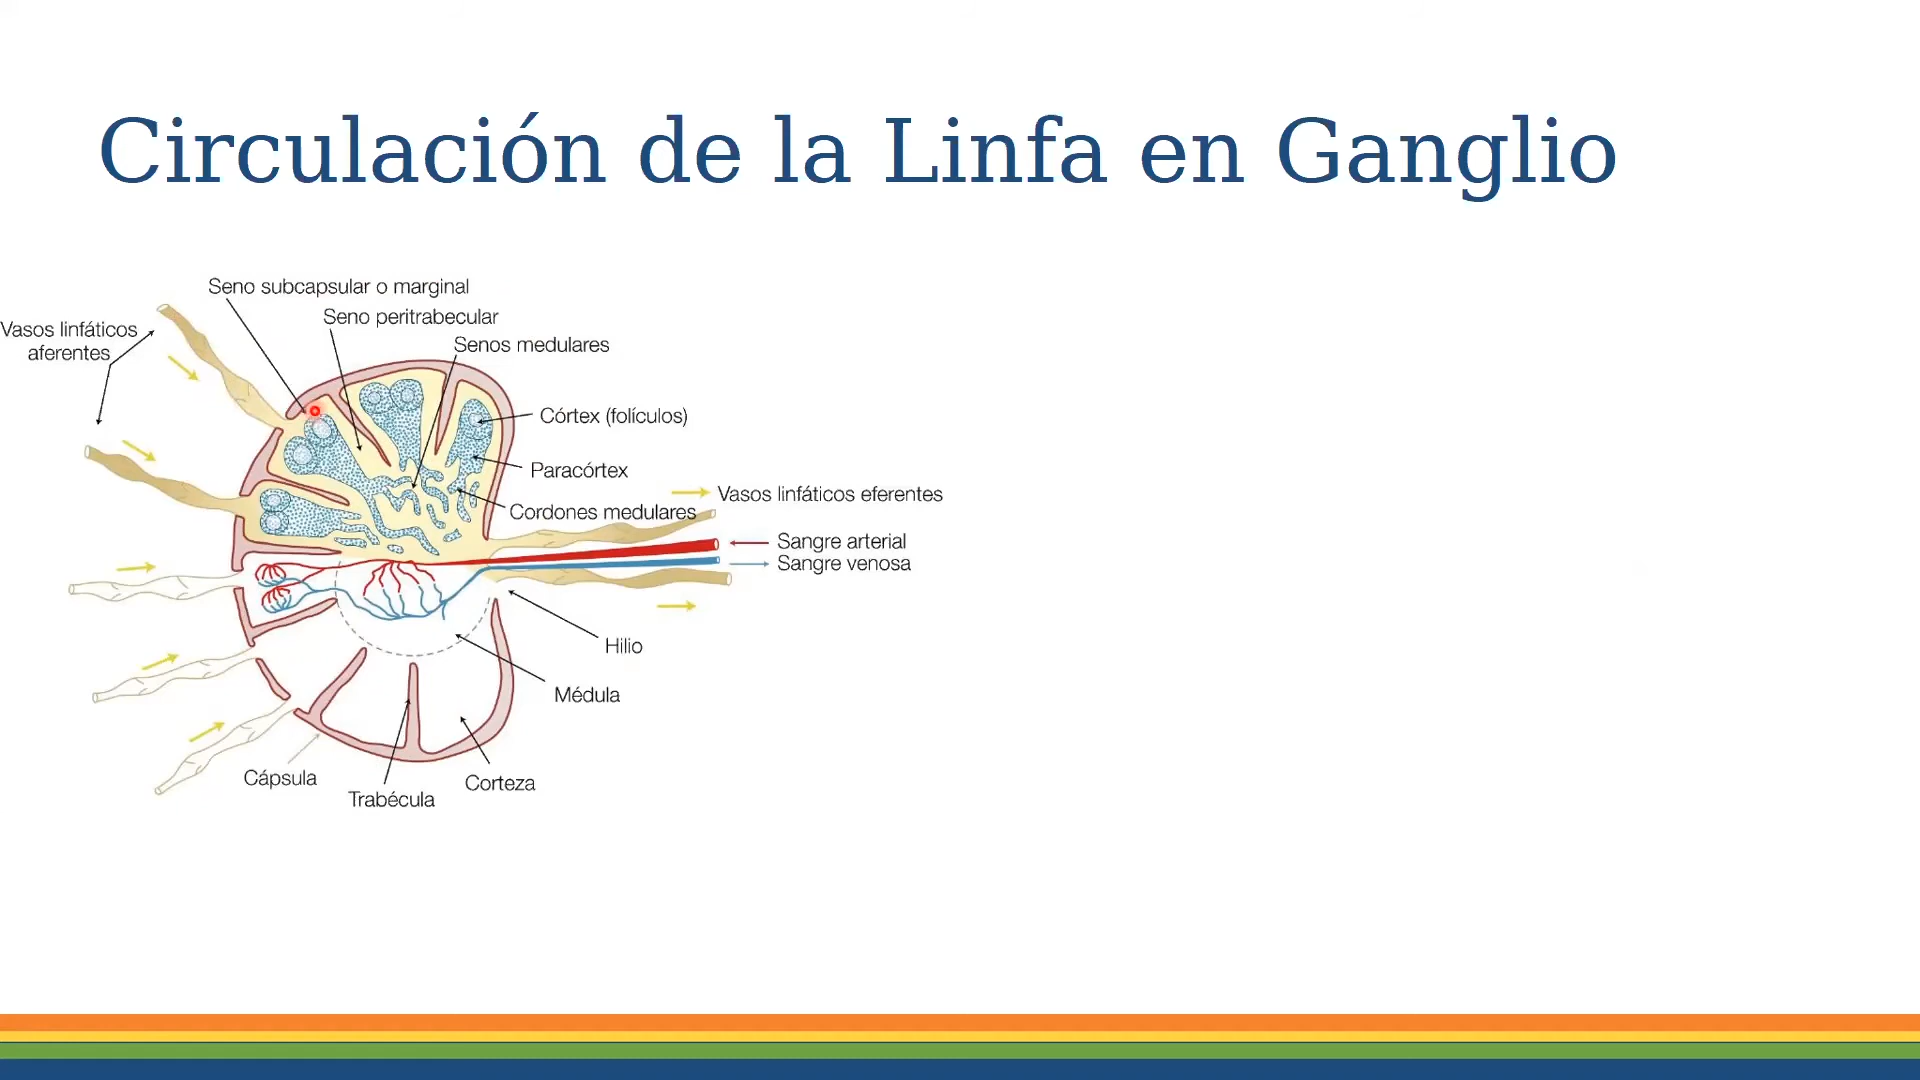 Circulación de la Linfa en Ganglio
Seno subcapsular o marginal
Seno peritrabecular
Vasos linfáticos
aferentes
Senos medulares
Córtex (folículos)
Paracórtex
Vasos linfáticos eferentes
Cordones medulares
Sangre arterial
Sangre venosa
Hilio
Médula
Cápsula
Corteza
Trabécula